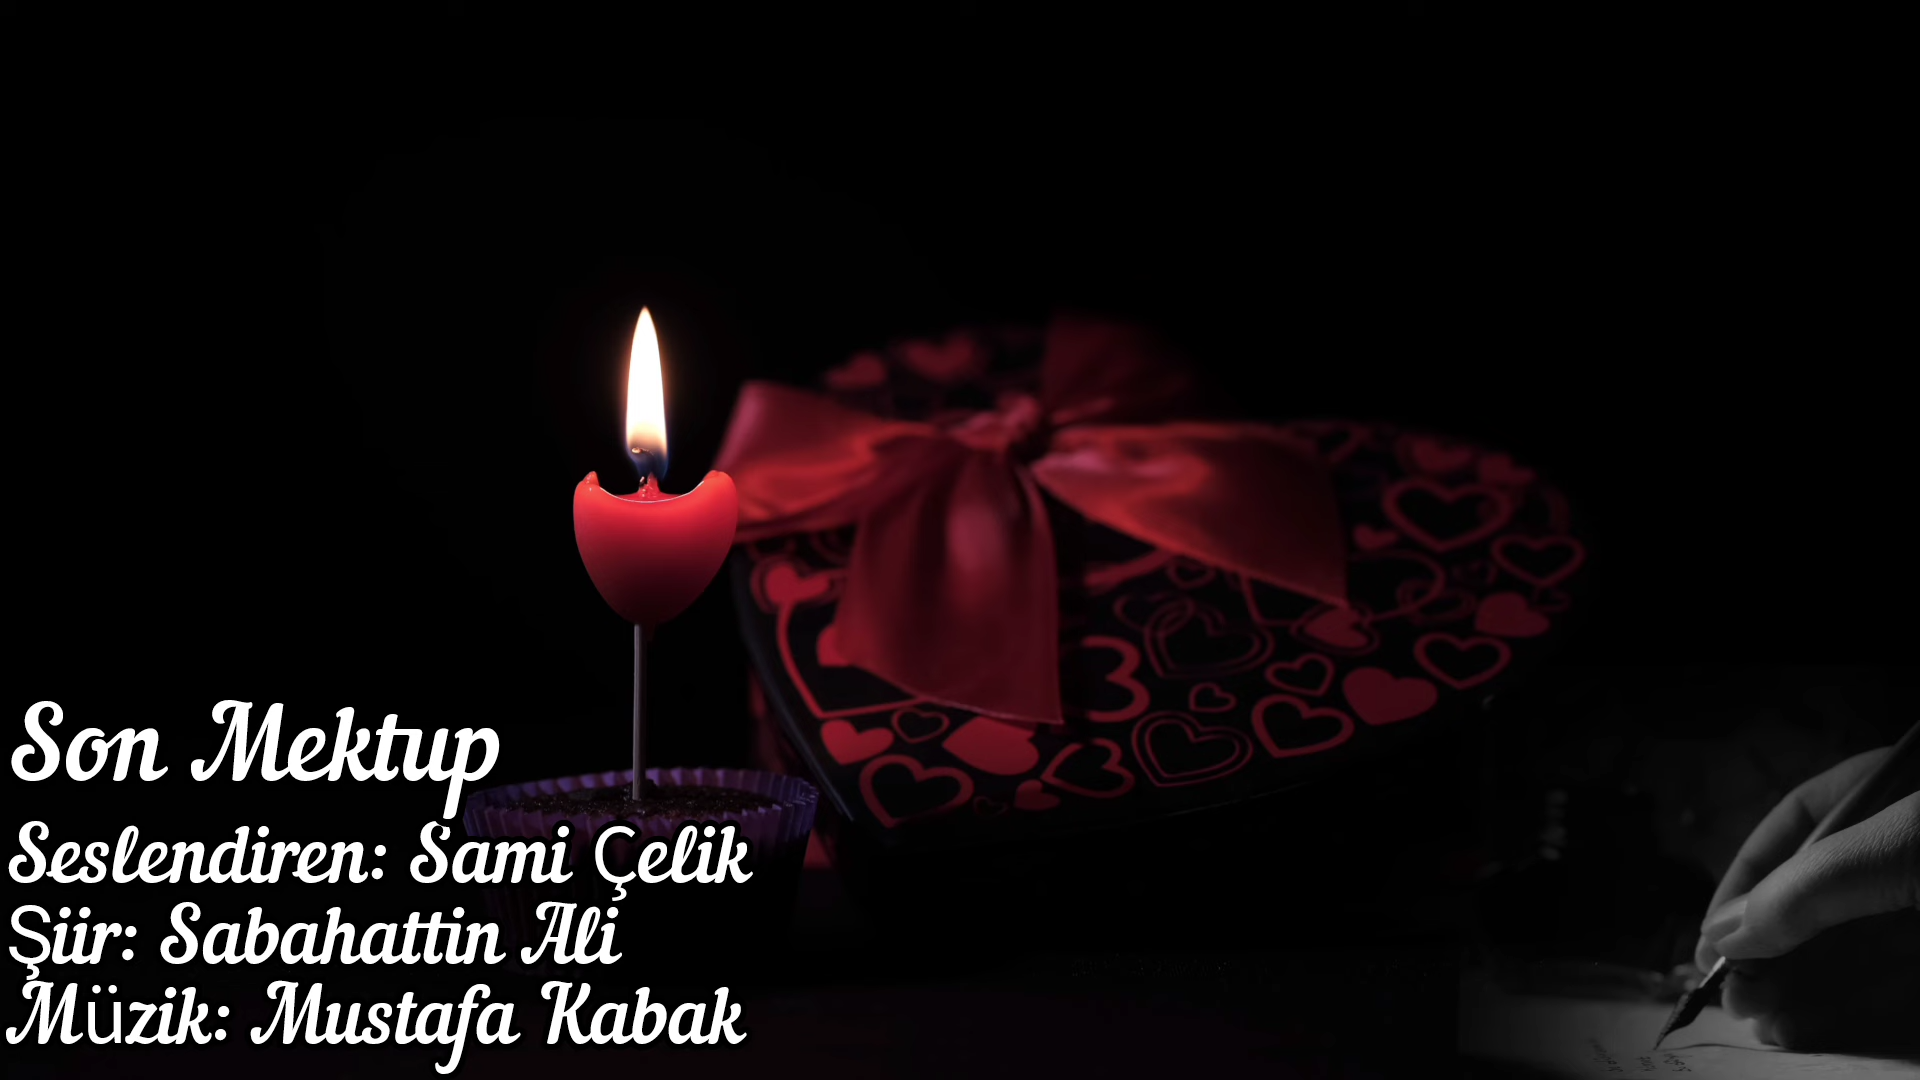 Son Mektup
Seslendiren: Sami Çelik
Şiir: Sabahattin Ali
Müzik: Mustafa Kabak